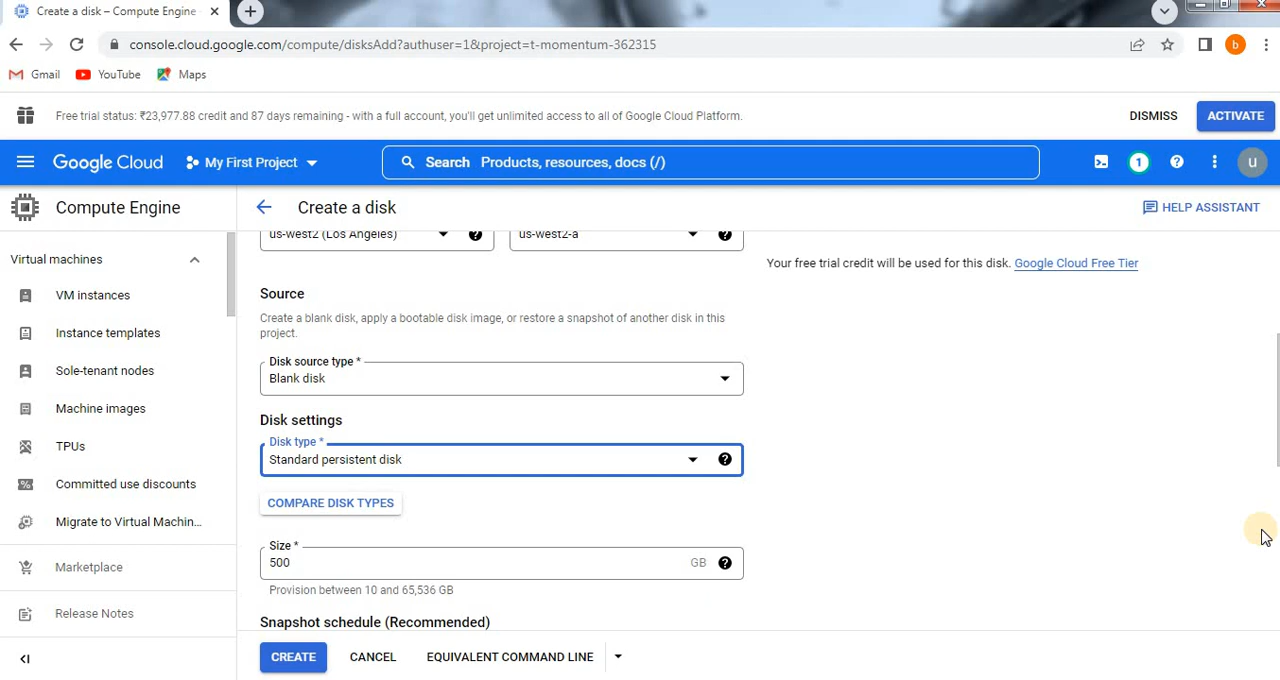 Create a disk – Compute Engine
console.cloud.google.com/compute/disksAdd?authuser=1&project=t-momentum-362315
b
Gmail YouTube Maps
Free trial status: ₹23,977.88 credit and 87 days remaining - with a full account, you'll get unlimited access to all of Google Cloud Platform.
DISMISS
ACTIVATE
Google Cloud
My First Project
Search Products, resources, docs (/)
1
u
Compute Engine
Create a disk
HELP ASSISTANT
Virtual machines
VM instances
Instance templates
Sole-tenant nodes
Machine images
TPUs
Committed use discounts
Migrate to Virtual Machin...
Marketplace
Release Notes
us-west2 (Los Angeles)
us-west2-a
Your free trial credit will be used for this disk. Google Cloud Free Tier
Source
Create a blank disk, apply a bootable disk image, or restore a snapshot of another disk in this
project.
Disk source type *
Blank disk
Disk settings
Disk type *
Standard persistent disk
COMPARE DISK TYPES
Size *
500 GB
Provision between 10 and 65,536 GB
Snapshot schedule (Recommended)
CREATE
CANCEL
EQUIVALENT COMMAND LINE